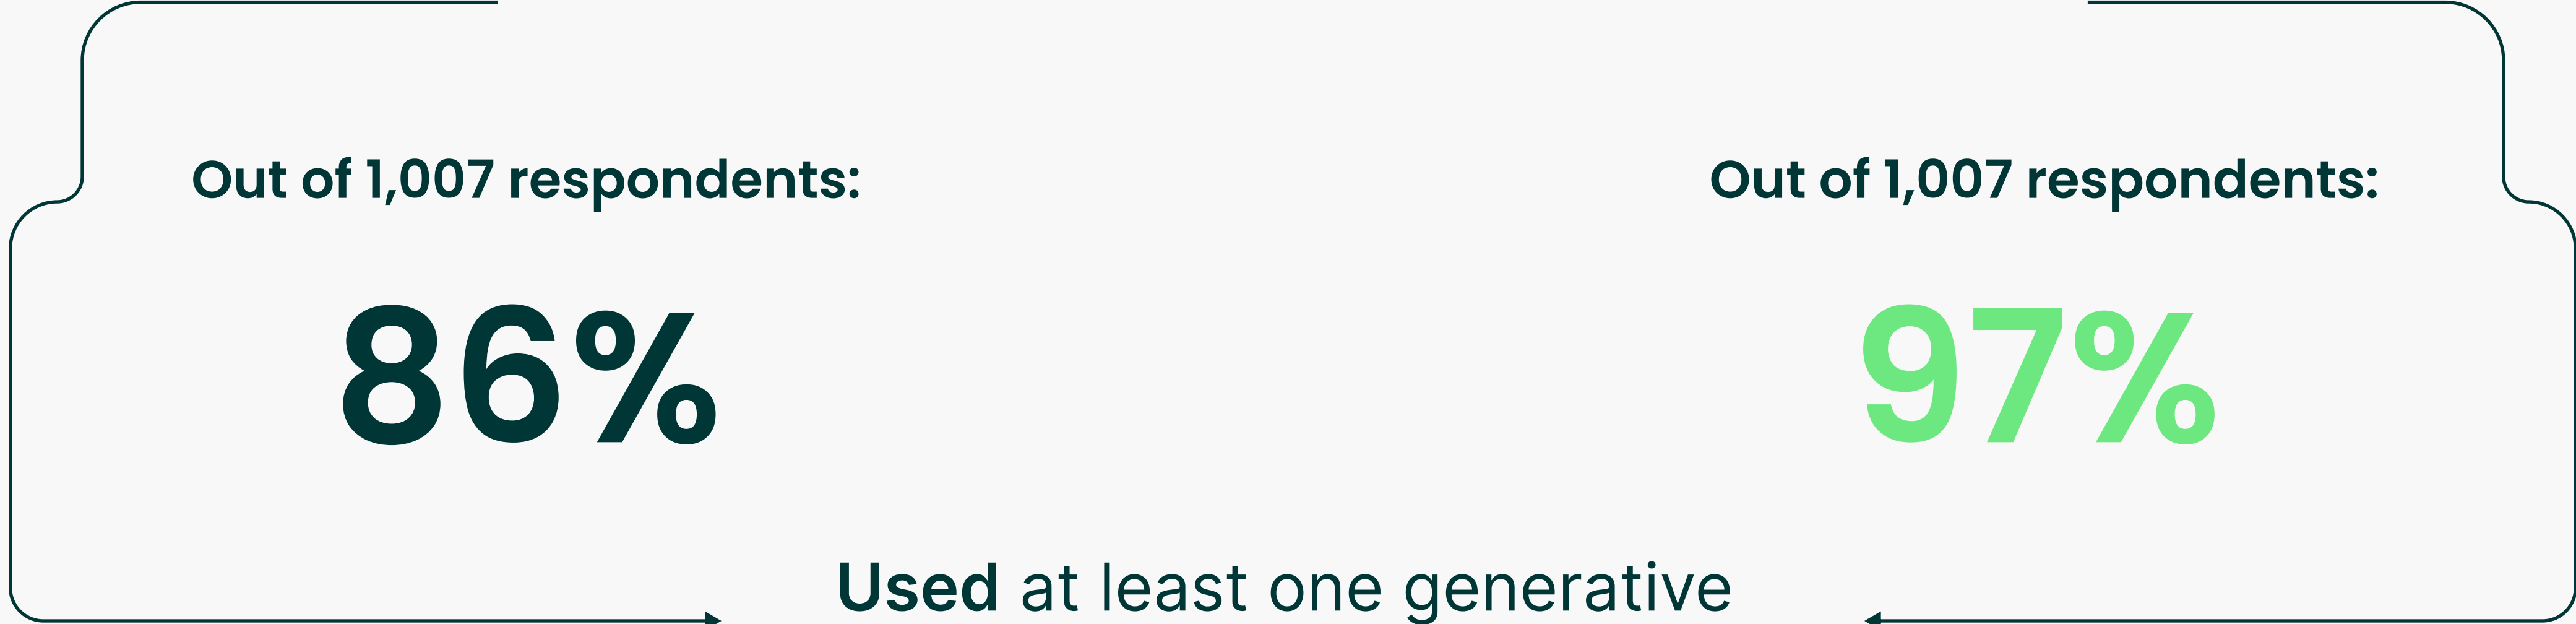 Out of 1,007 respondents:
86%
Out of 1,007 respondents:
97%
Used at least one generative